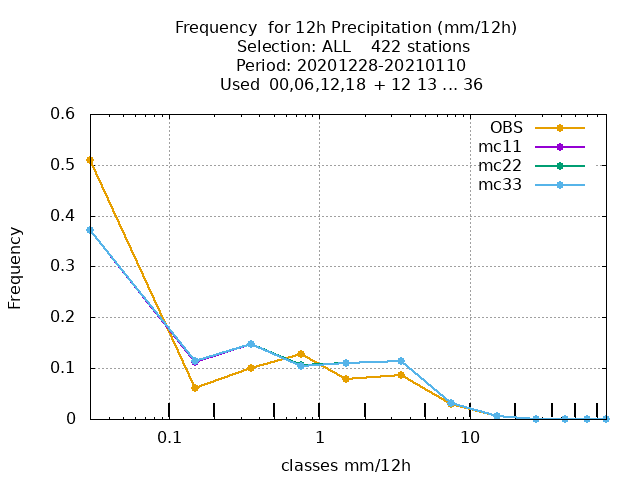 Frequency  for 12h Precipitation (mm/12h)
Selection: ALL    422 stations
Period: 20201228-20210110
Used  00,06,12,18  + 12 13 ... 36
0.6
0.5
0.4
0.3
0.2
0.1
0
Frequency
OBS
mc11
mc22
mc33
0.1
1
10
classes mm/12h